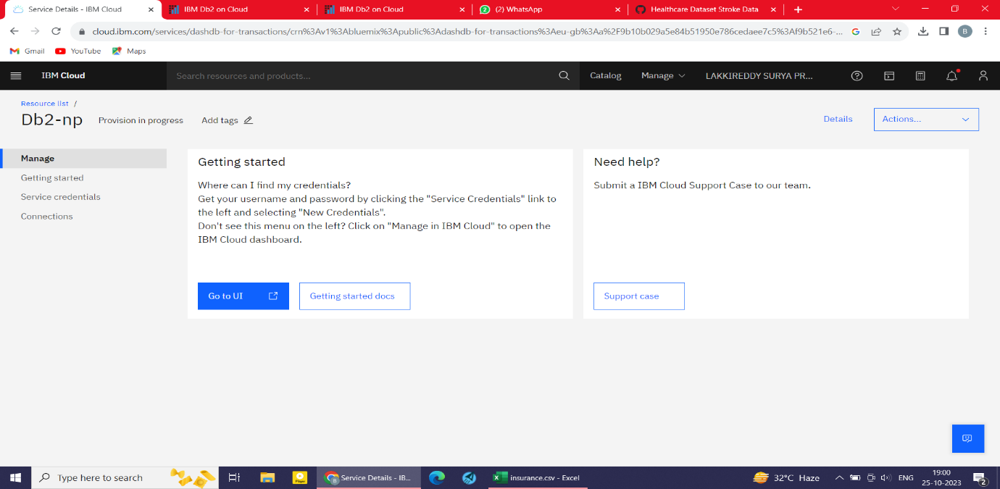 Service Details - IBM Cloud
IBM Db2 on Cloud
IBM Db2 on Cloud
(2) WhatsApp
Healthcare Dataset Stroke Data
cloud.ibm.com/services/dashdb-for-transactions/crn%3Av1%3Abluemix%3Apublic%3Adashdb-for-transactions%3Aeu-gb%3Aa%2F9b10b029a5e84b51950e786cedaee7c5%3Af9b521e6-...
B
Gmail
YouTube
Maps
IBM Cloud
Search resources and products...
Catalog
Manage
LAKKIREDDY SURYA PR...
Resource list /
Db2-np
Provision in progress
Add tags
Details
Actions...
Manage
Getting started
Service credentials
Connections
Getting started
Where can I find my credentials?
Get your username and password by clicking the "Service Credentials" link to
the left and selecting "New Credentials".
Don't see this menu on the left? Click on "Manage in IBM Cloud" to open the
IBM Cloud dashboard.
Go to UI
Getting started docs
Need help?
Submit a IBM Cloud Support Case to our team.
Support case
Type here to search
Player
Service Details - IB...
insurance.csv - Excel
32°C Haze
ENG
19:00
25-10-2023
2